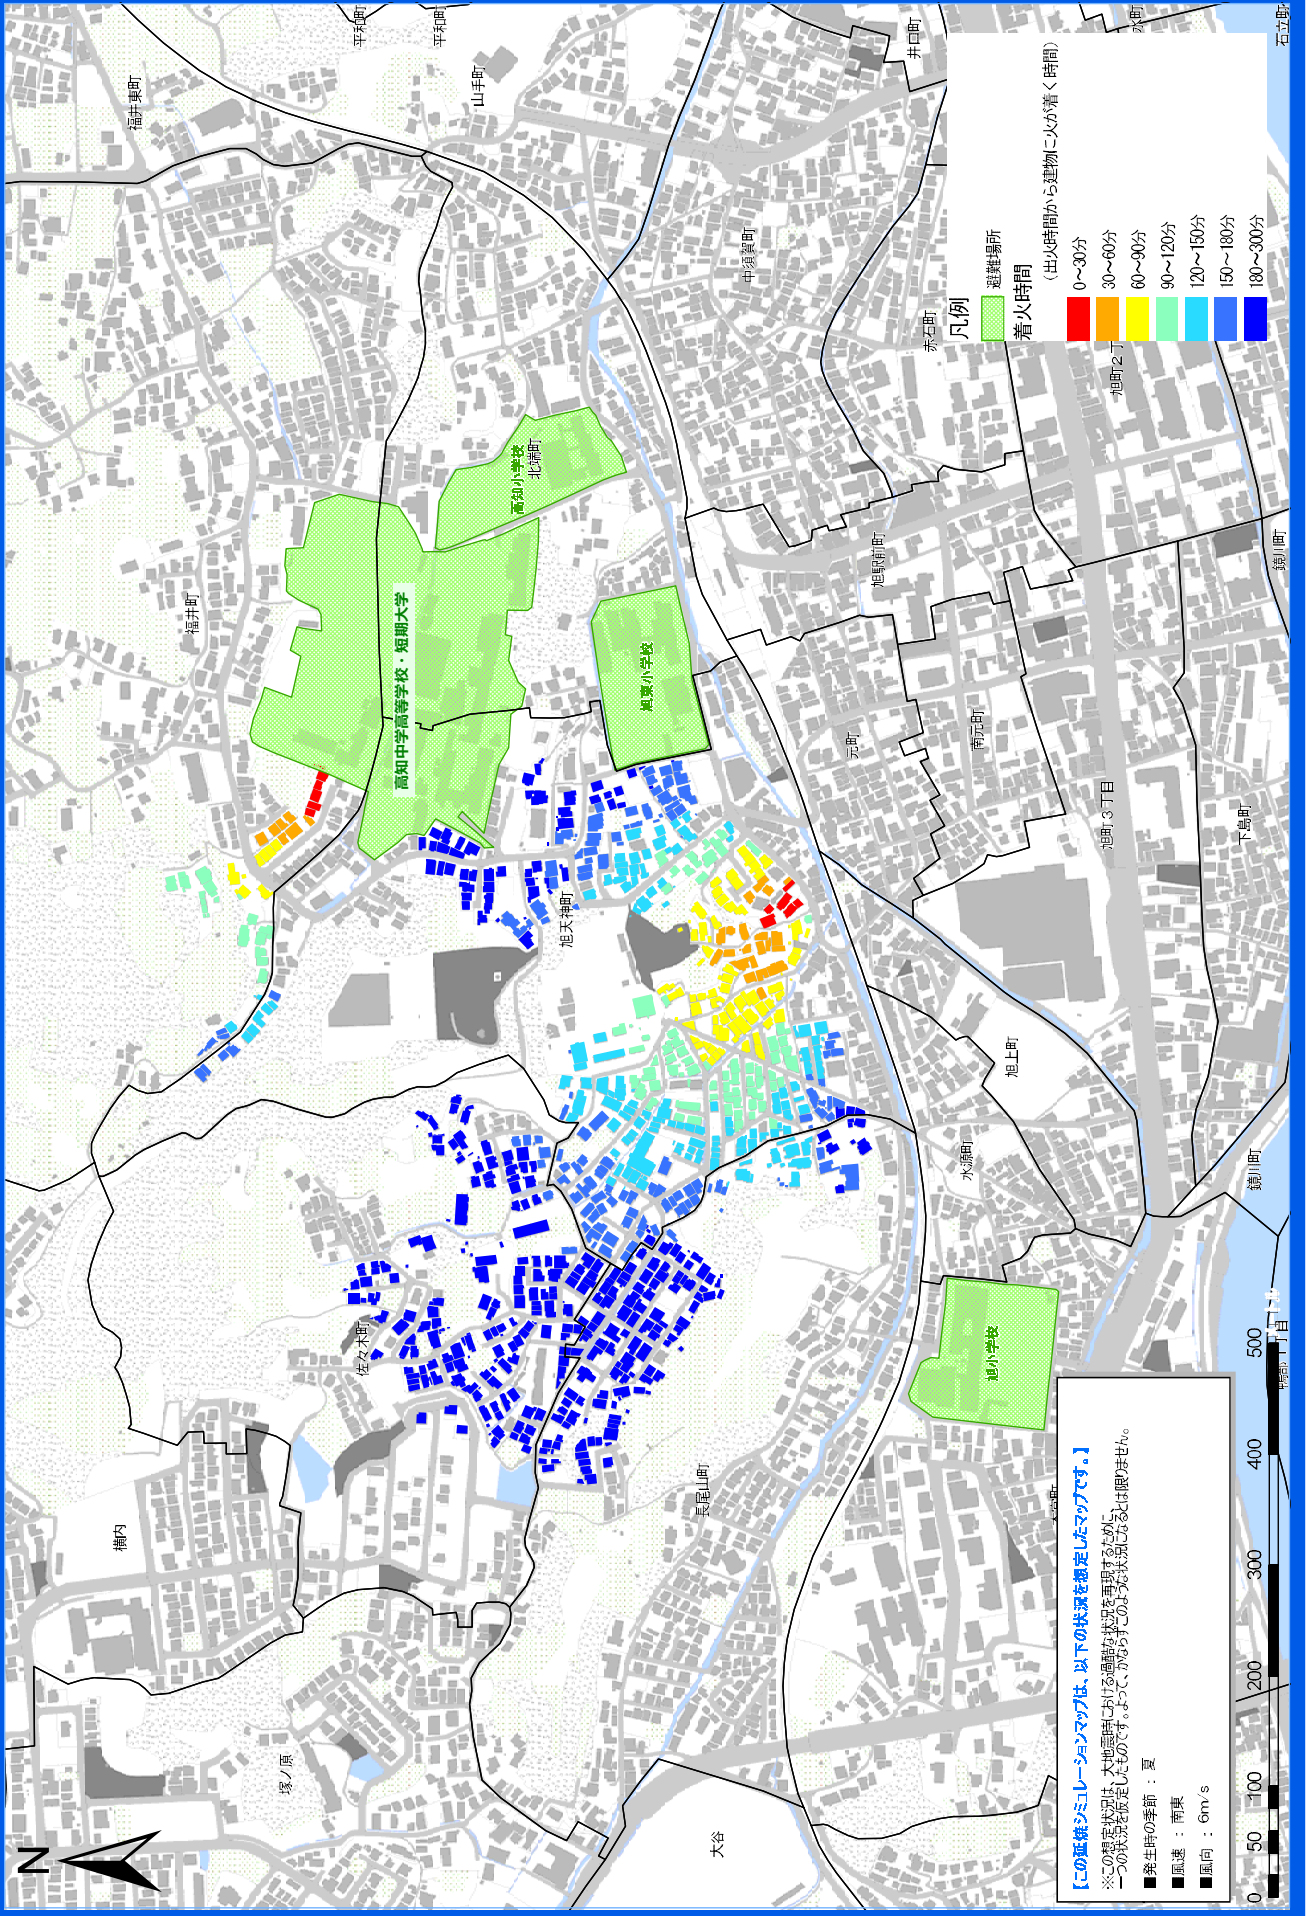 N
福井東町
平和町
平和町
山手町
井口町
水町
石立町
福井町
中須賀町
赤石町
旭町2丁
高知小学校
北端町
高知中学高等学校・短期大学
旭東小学校
旭駅前町
鏡川町
元町
南元町
旭町3丁目
下島町
旭天神町
旭上町
水源町
鏡川町
佐々木町
旭小学校
横内
長尾山町
塚ノ原
大谷
凡例
避難場所
着火時間
（出火時間から建物に火が着く時間）
0～30分
30～60分
60～90分
90～120分
120～150分
150～180分
180～300分
【この延焼シミュレーションマップは、以下の状況を想定したマップです。】
※この想定状況は、大地震時における過酷な状況を再現するために、
一つの状況を仮定したものです。よって、かならずこのような状況になるとは限りません。
■発生時の季節 ： 夏
■風速 ： 南東
■風向 ： 6m/s
0 50 100 200 300 400 500